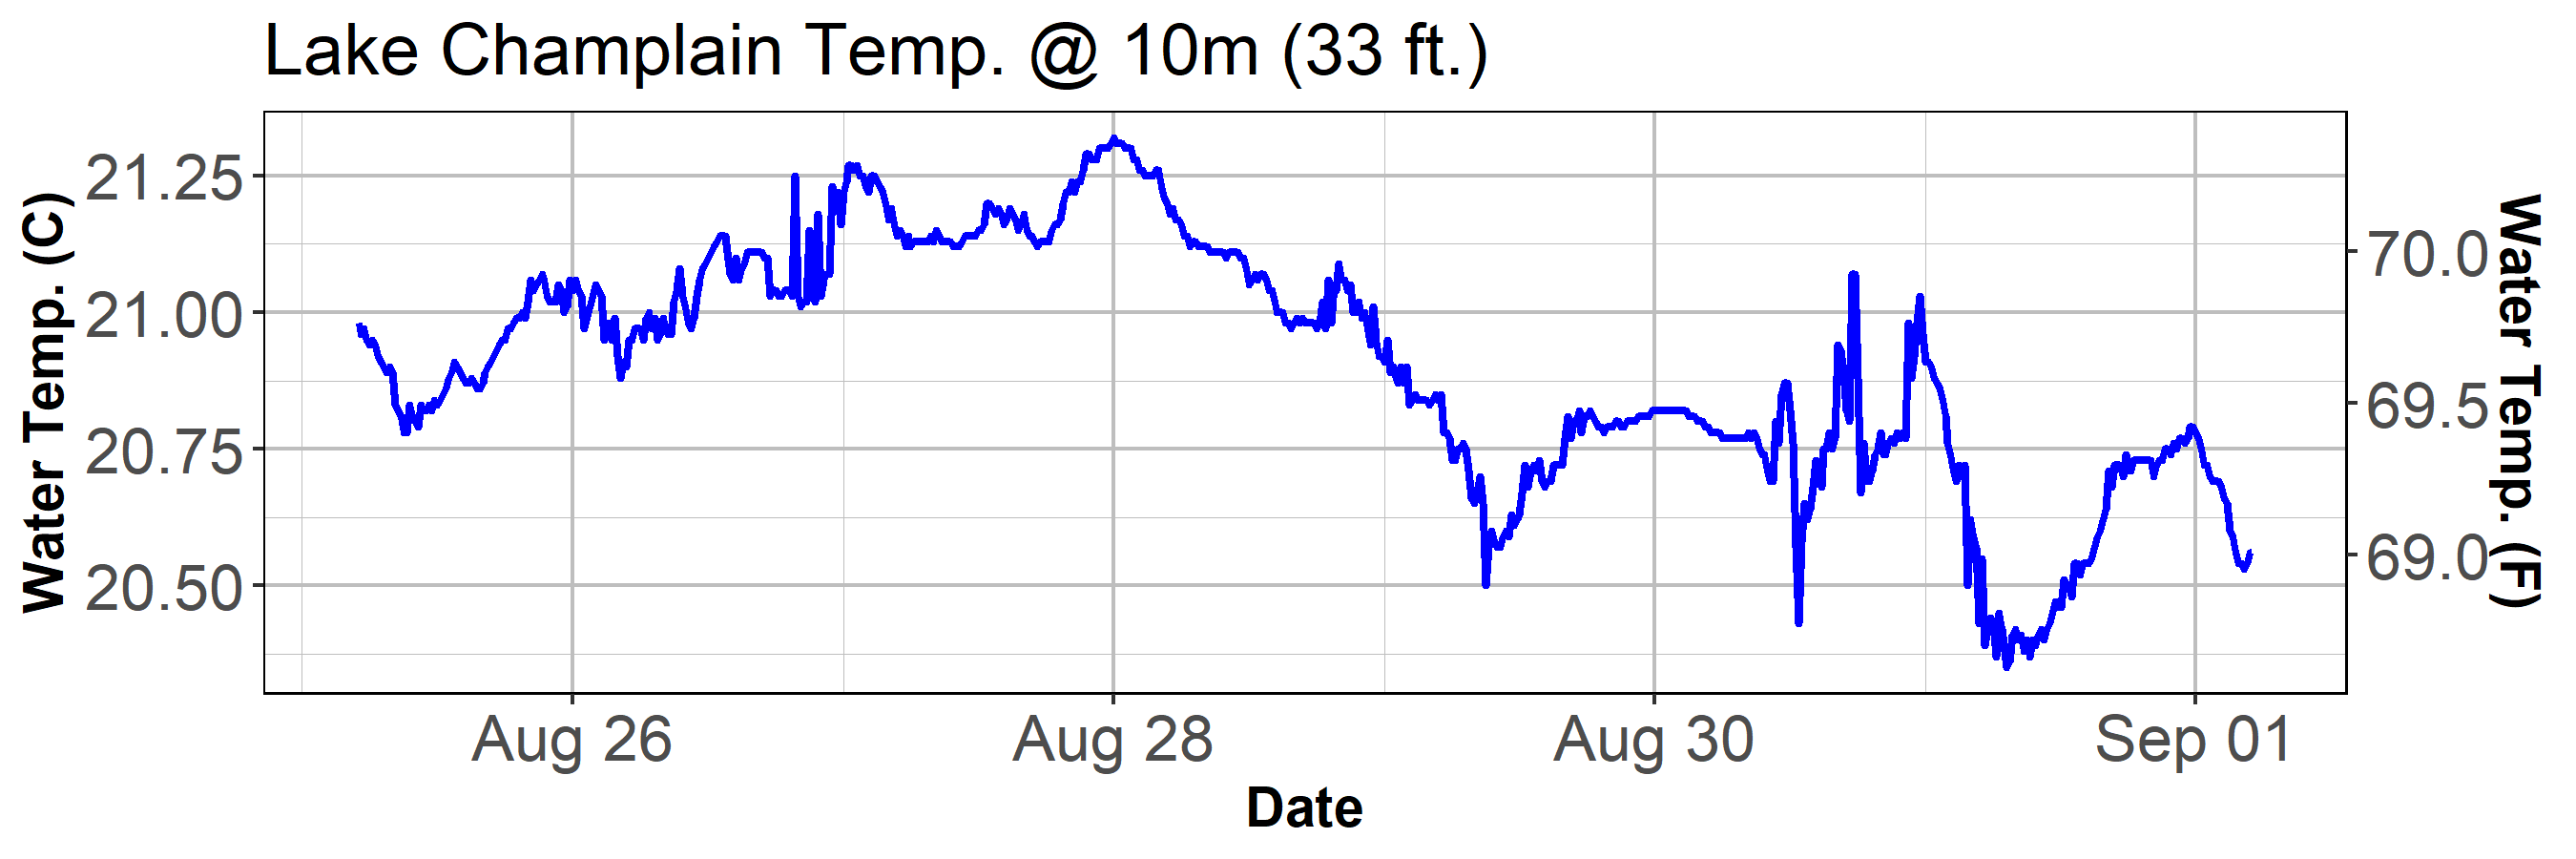 Lake Champlain Temp. @ 10m (33 ft.)
Water Temp. (C)
21.25
21.00
20.75
20.50
70.0
69.5
69.0
Water Temp. (F)
Aug 26
Aug 28
Aug 30
Sep 01
Date